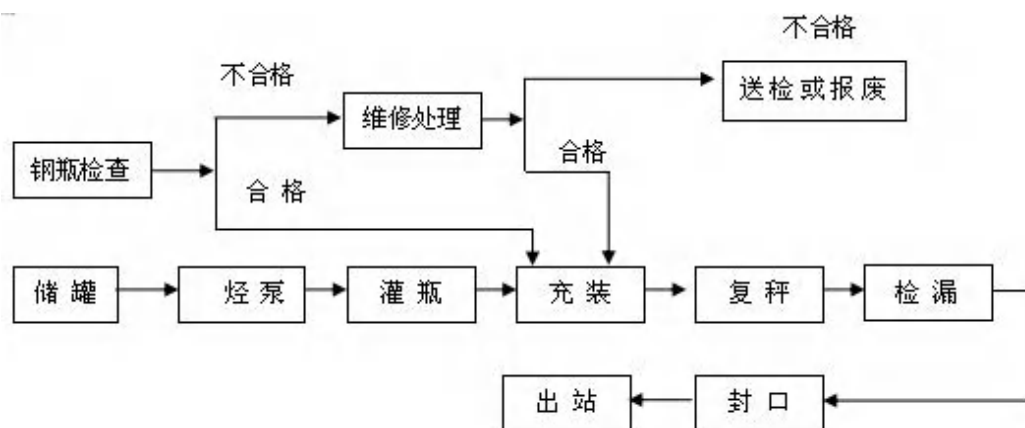 不合格
不合格
送检或报废
维修处理
合格
钢瓶检查
合 格
储 罐
烃 泵
灌 瓶
充 装
复 秤
检 漏
出 站
封 口